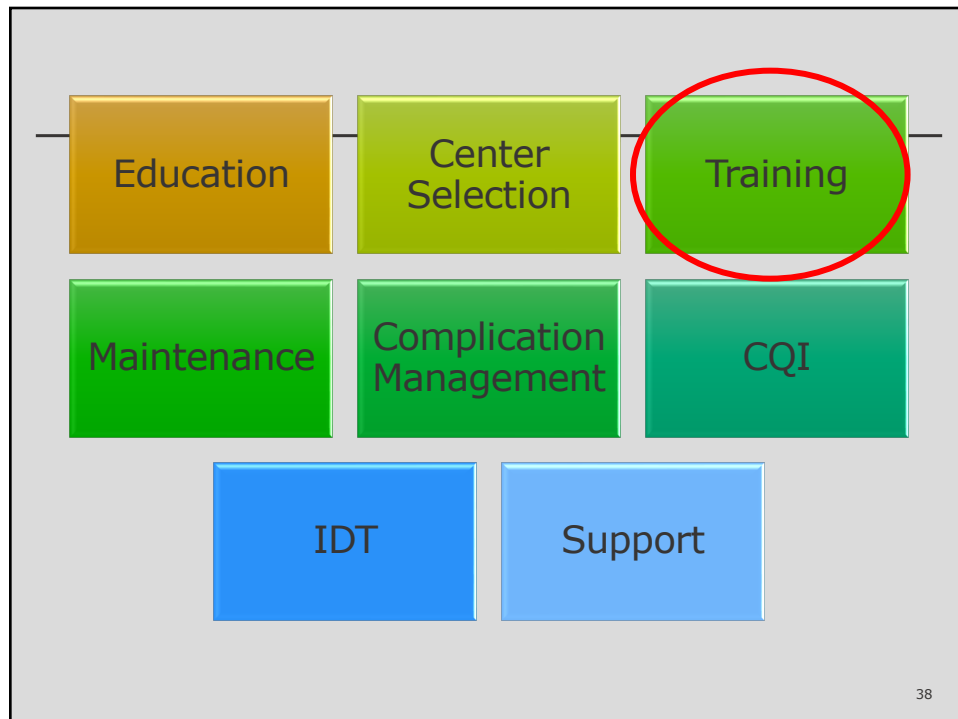 Education
Center
Selection
Training
Maintenance
Complication
Management
CQI
IDT
Support
38